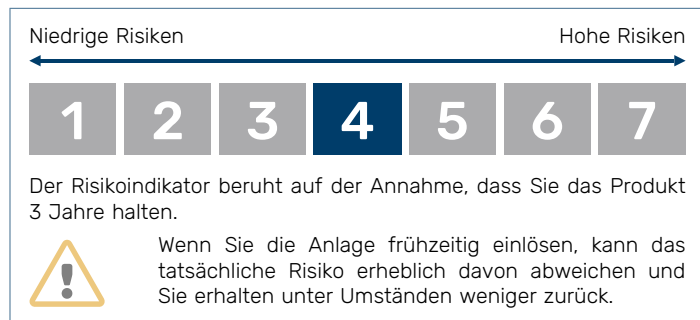 Niedrige Risiken Hohe Risiken
1 2 3 4 5 6 7
Der Risikoindikator beruht auf der Annahme, dass Sie das Produkt
3 Jahre halten.
Wenn Sie die Anlage frühzeitig einlösen, kann das
tatsächliche Risiko erheblich davon abweichen und
Sie erhalten unter Umständen weniger zurück.